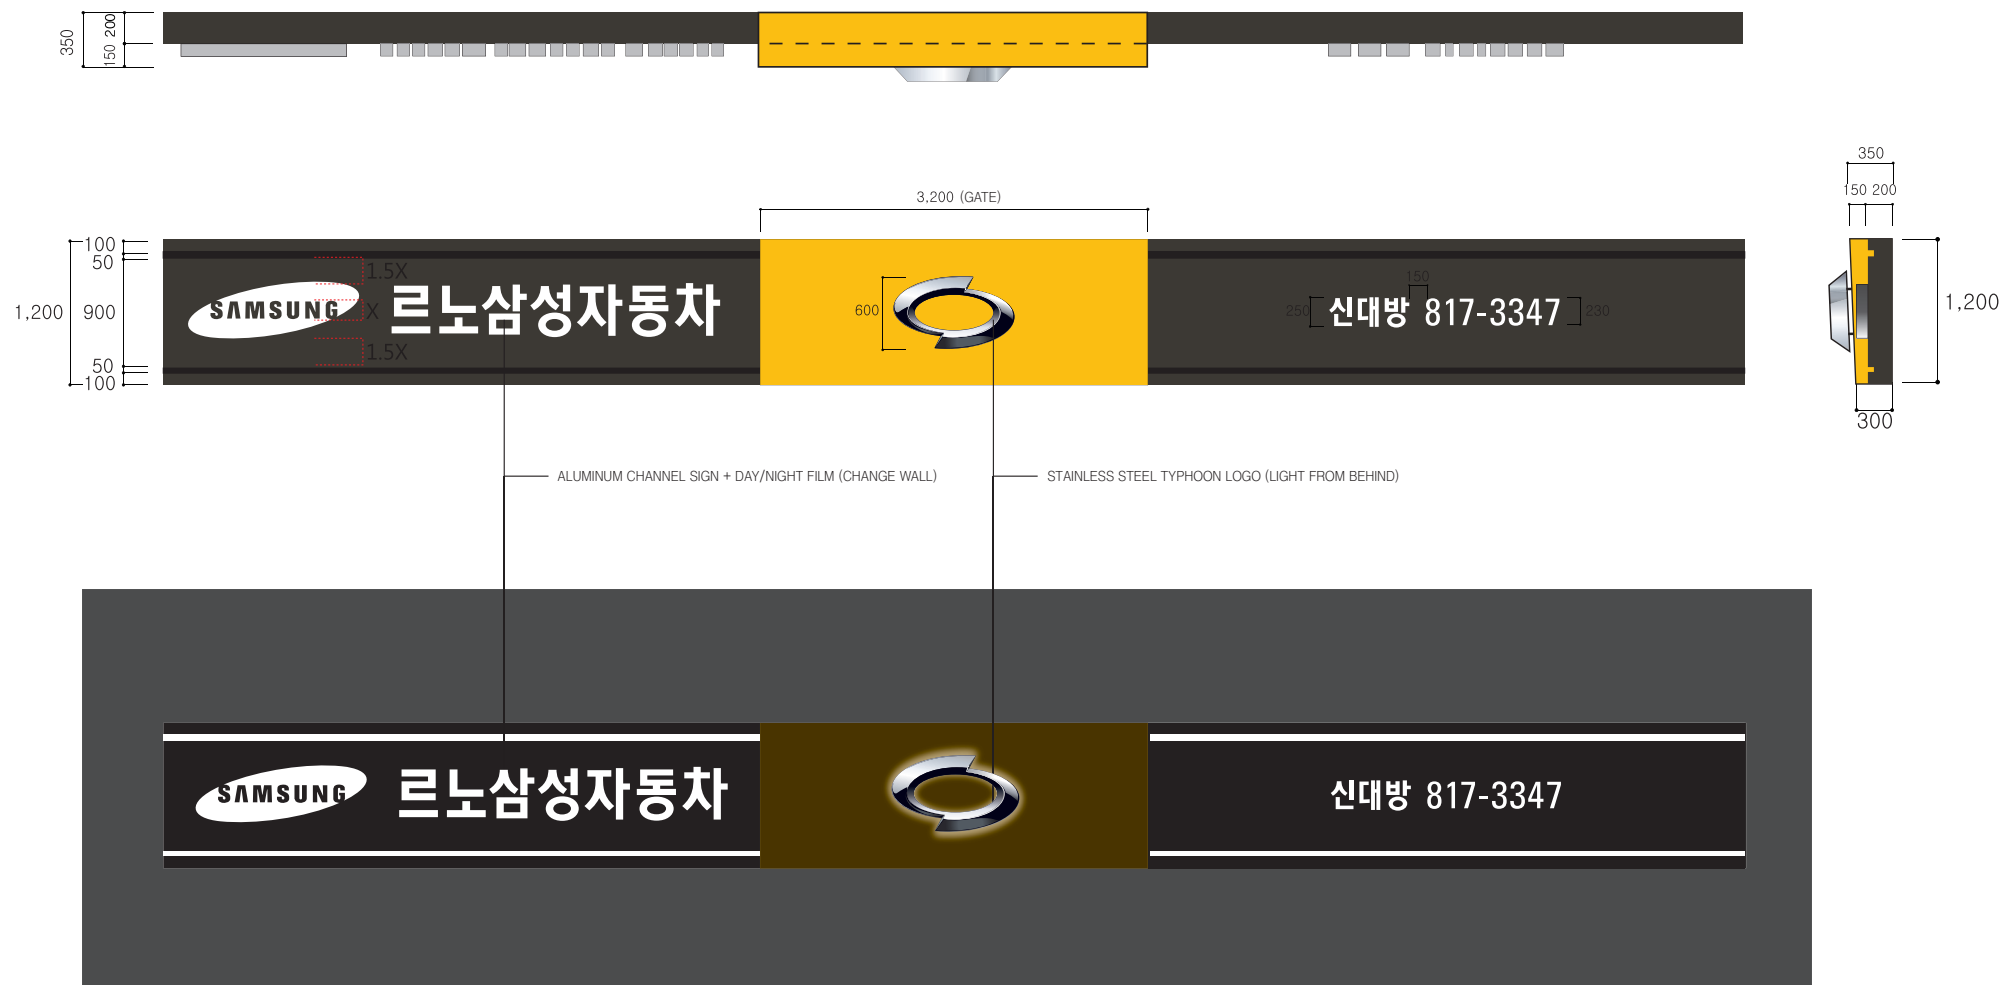 350
200
150
350
150 200
3,200 (GATE)
100
50
1,200
900
50
100
1.5X
X
1.5X
SAMSUNG
르노삼성자동차
600
150
250
신대방 817-3347
230
1,200
300
ALUMINUM CHANNEL SIGN + DAY/NIGHT FILM (CHANGE WALL)
STAINLESS STEEL TYPHOON LOGO (LIGHT FROM BEHIND)
SAMSUNG
르노삼성자동차
신대방 817-3347